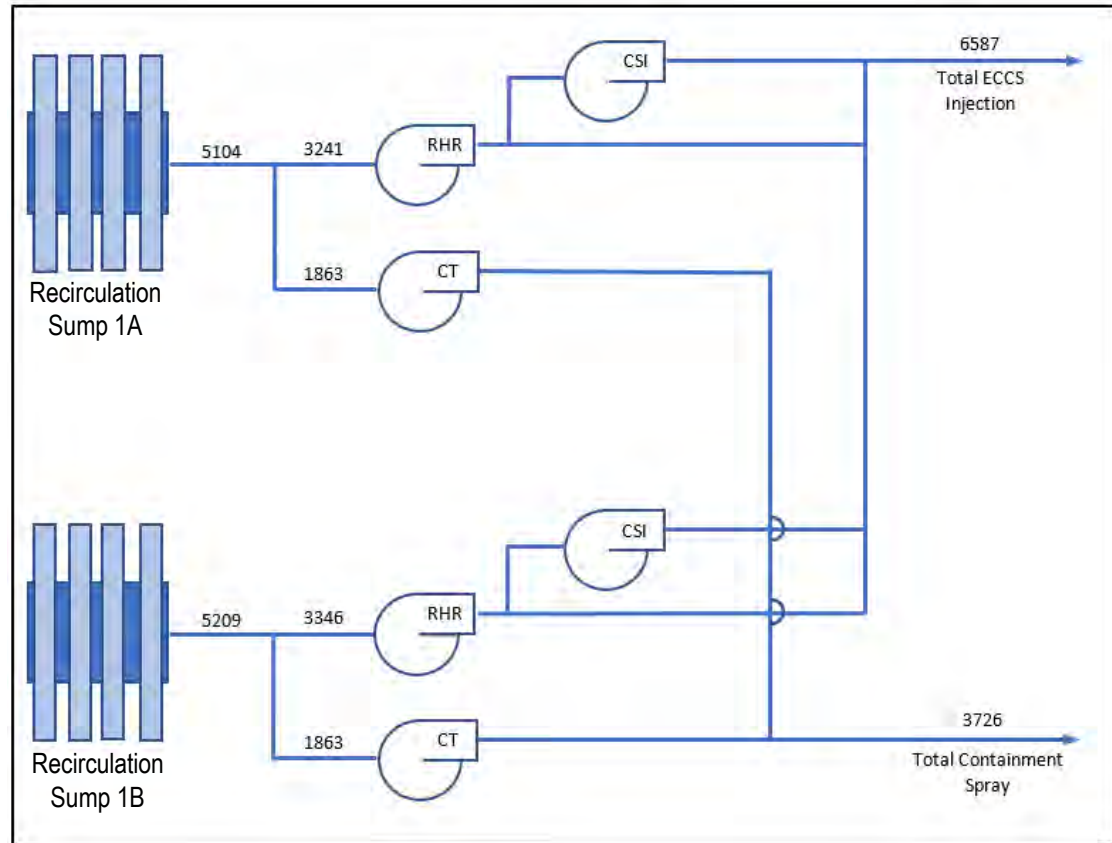 CSI
6587
Total ECCS
Injection
5104
3241
RHR
1863
CT
Recirculation
Sump 1A
CSI
5209
3346
RHR
1863
CT
3726
Total Containment
Spray
Recirculation
Sump 1B